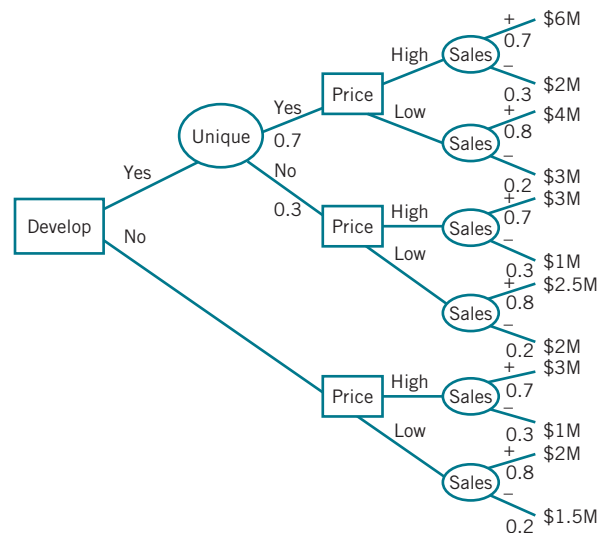 +
$6M
0.7
High
Sales
–
$2M
0.3
Price
Yes
Low
+
$4M
0.8
Unique
0.7
Sales
–
$3M
0.2
Yes
No
+
$3M
0.7
0.3
High
Sales
–
$1M
0.3
Develop
Price
No
Low
+
$2.5M
0.8
Sales
–
$2M
0.2
+
$3M
0.7
High
Sales
–
$1M
0.3
Price
Low
+
$2M
0.8
Sales
–
$1.5M
0.2